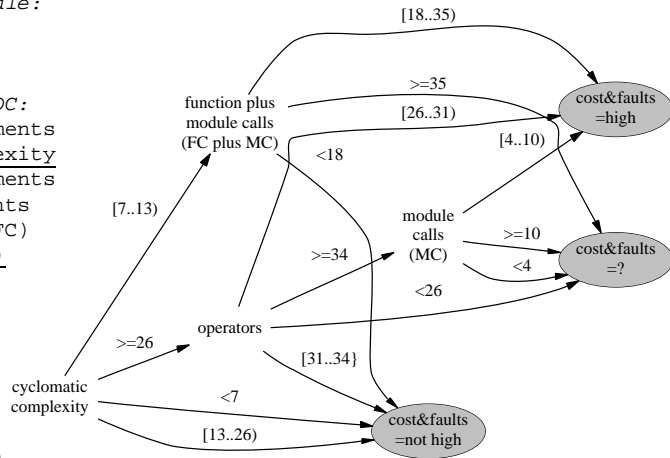 [18..35)
function plus
module calls
(FC plus MC)
>=35
[26..31)
<18
cost&faults
=high
[4..10)
[7..13)
module
calls
(MC)
>=34
>=10
<4
cost&faults
=?
<26
operators
>=26
[31..34}
cyclomatic
complexity
<7
[13..26)
cost&faults
=not high